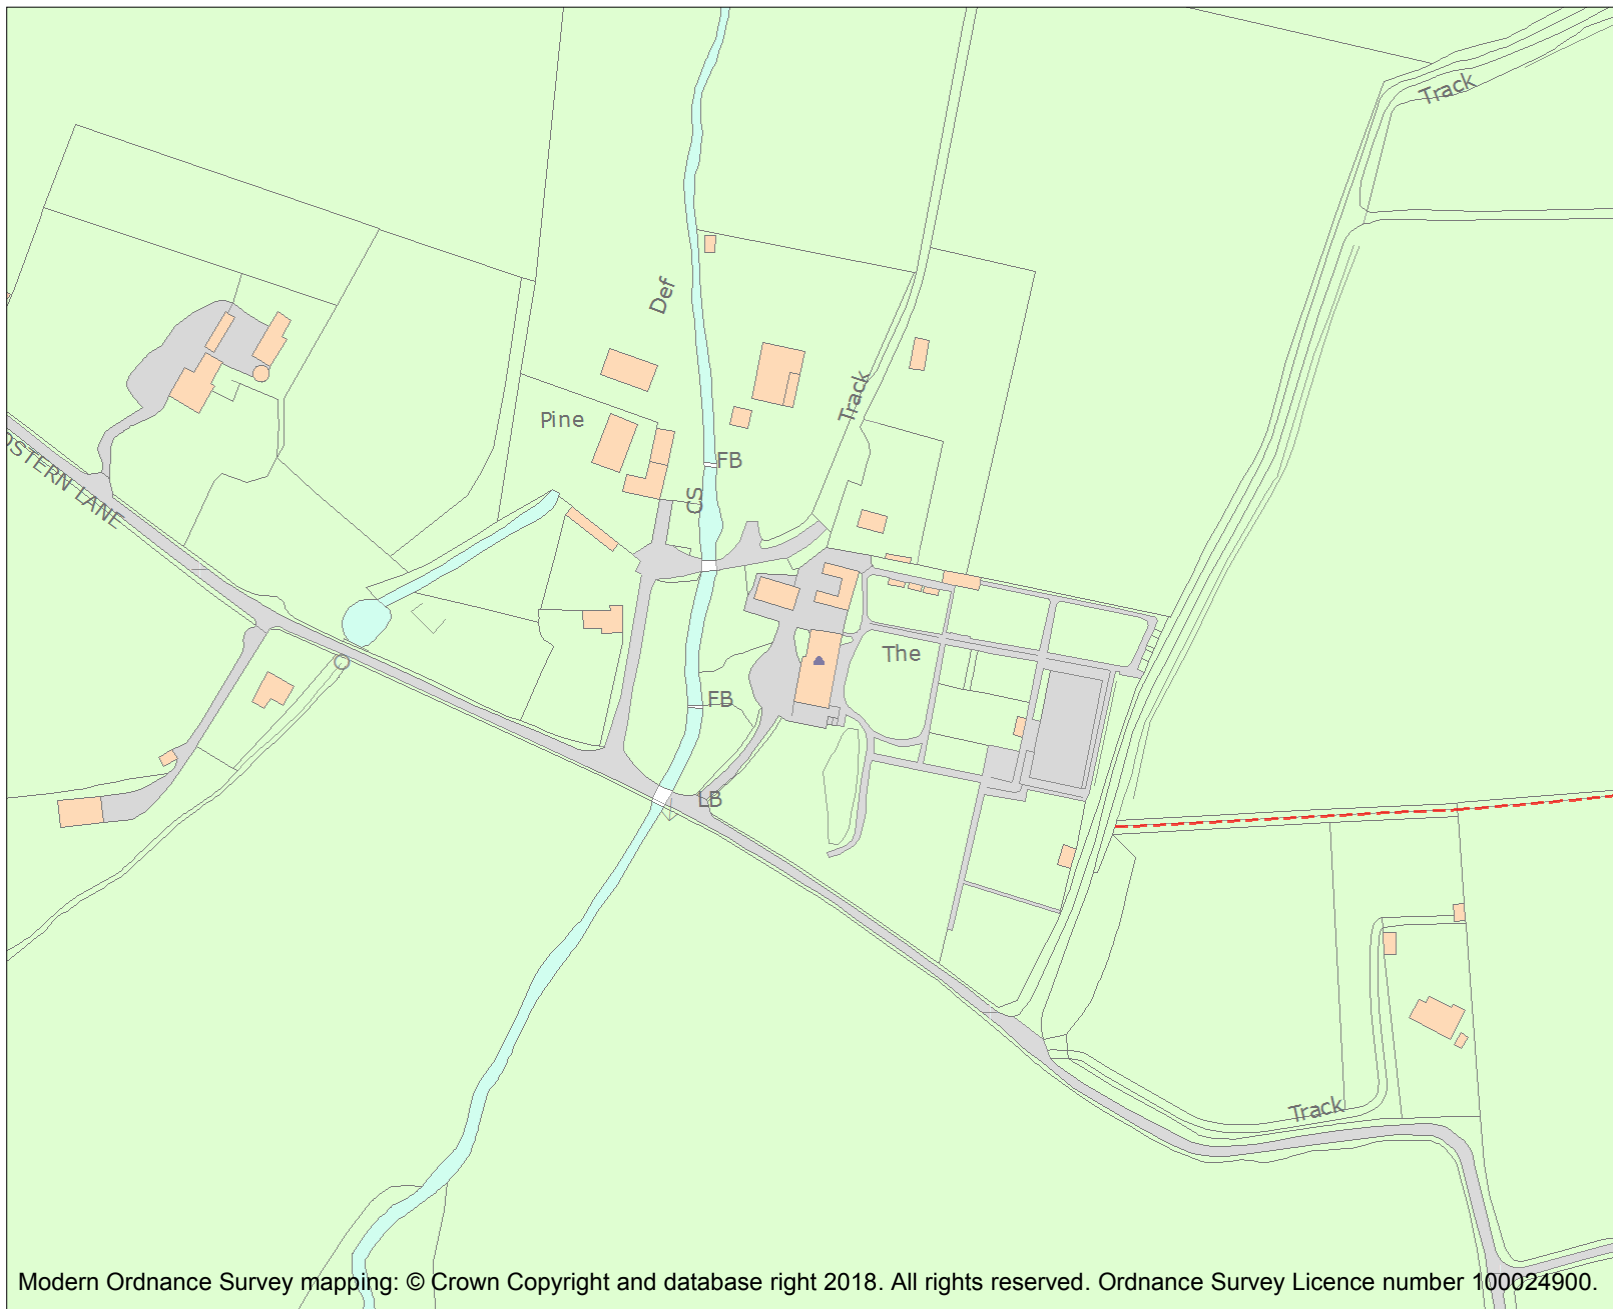 Track
Def
Track
Pine
FB
OSTERN LANE
CS
The
FB
LB
Track
Modern Ordnance Survey mapping: © Crown Copyright and database right 2018. All rights reserved. Ordnance Survey Licence number 100024900.